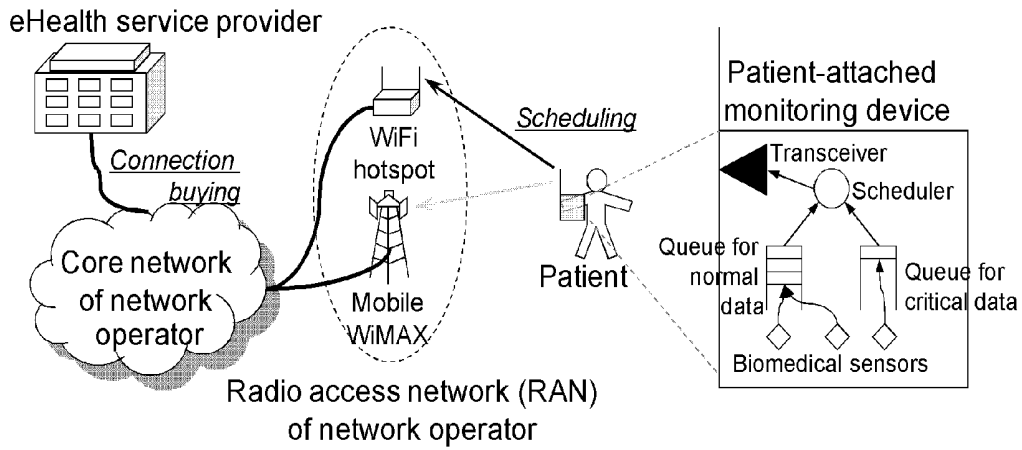 eHealth service provider
Connection
buying
Core network
of network
operator
WiFi
hotspot
Mobile
WiMAX
Radio access network (RAN)
of network operator
Scheduling
Patient
Patient-attached
monitoring device
Transceiver
Scheduler
Queue for
normal
data
Queue for
critical data
Biomedical sensors